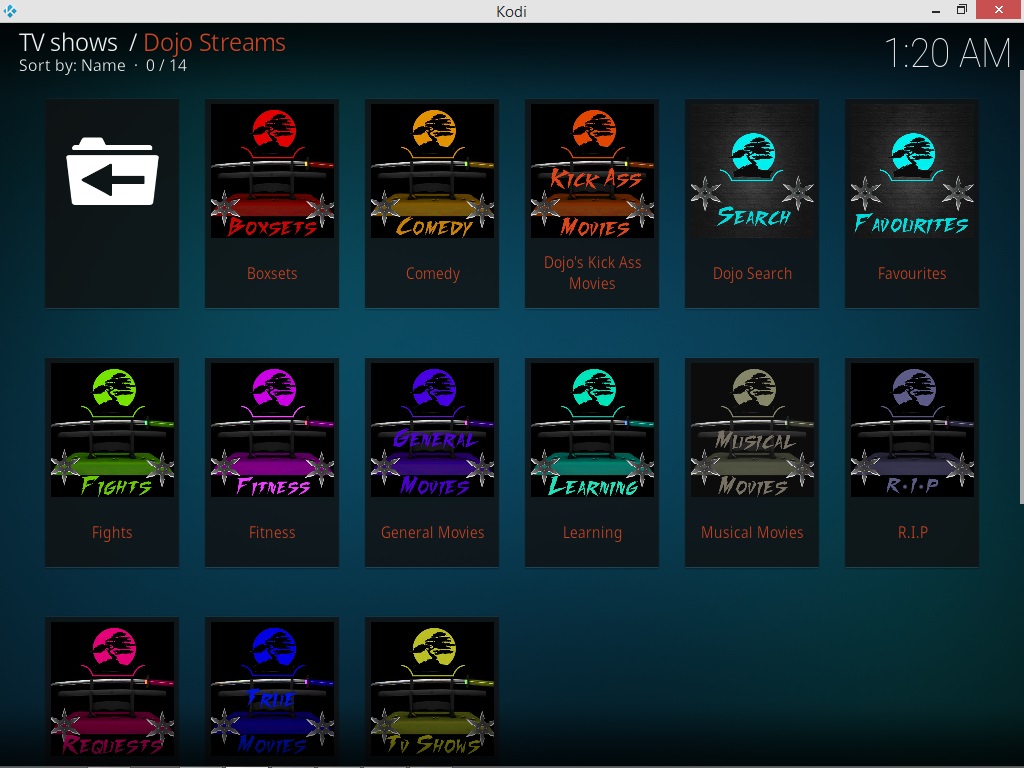 Kodi
TV shows / Dojo Streams
Sort by: Name · 0 / 14
1:20 AM
Boxsets
Comedy
Kick Ass
Movies
Search
Favourites
Boxsets
Comedy
Dojo's Kick Ass
Movies
Dojo Search
Favourites
Fights
Fitness
General
Movies
Learning
Musical
Movies
R·I·P
Fights
Fitness
General Movies
Learning
Musical Movies
R.I.P
Requests
True
Movies
Tv Shows